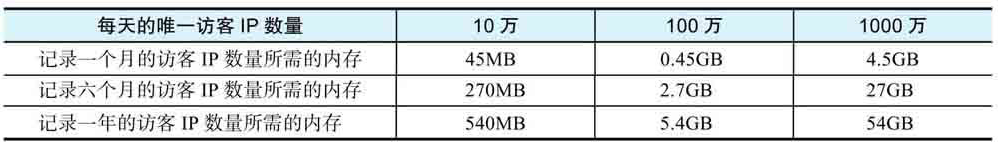 每天的唯一访客 IP 数量 10 万 100 万 1000 万
记录一个月的访客 IP 数量所需的内存 45MB 0.45GB 4.5GB
记录六个月的访客 IP 数量所需的内存 270MB 2.7GB 27GB
记录一年的访客 IP 数量所需的内存 540MB 5.4GB 54GB